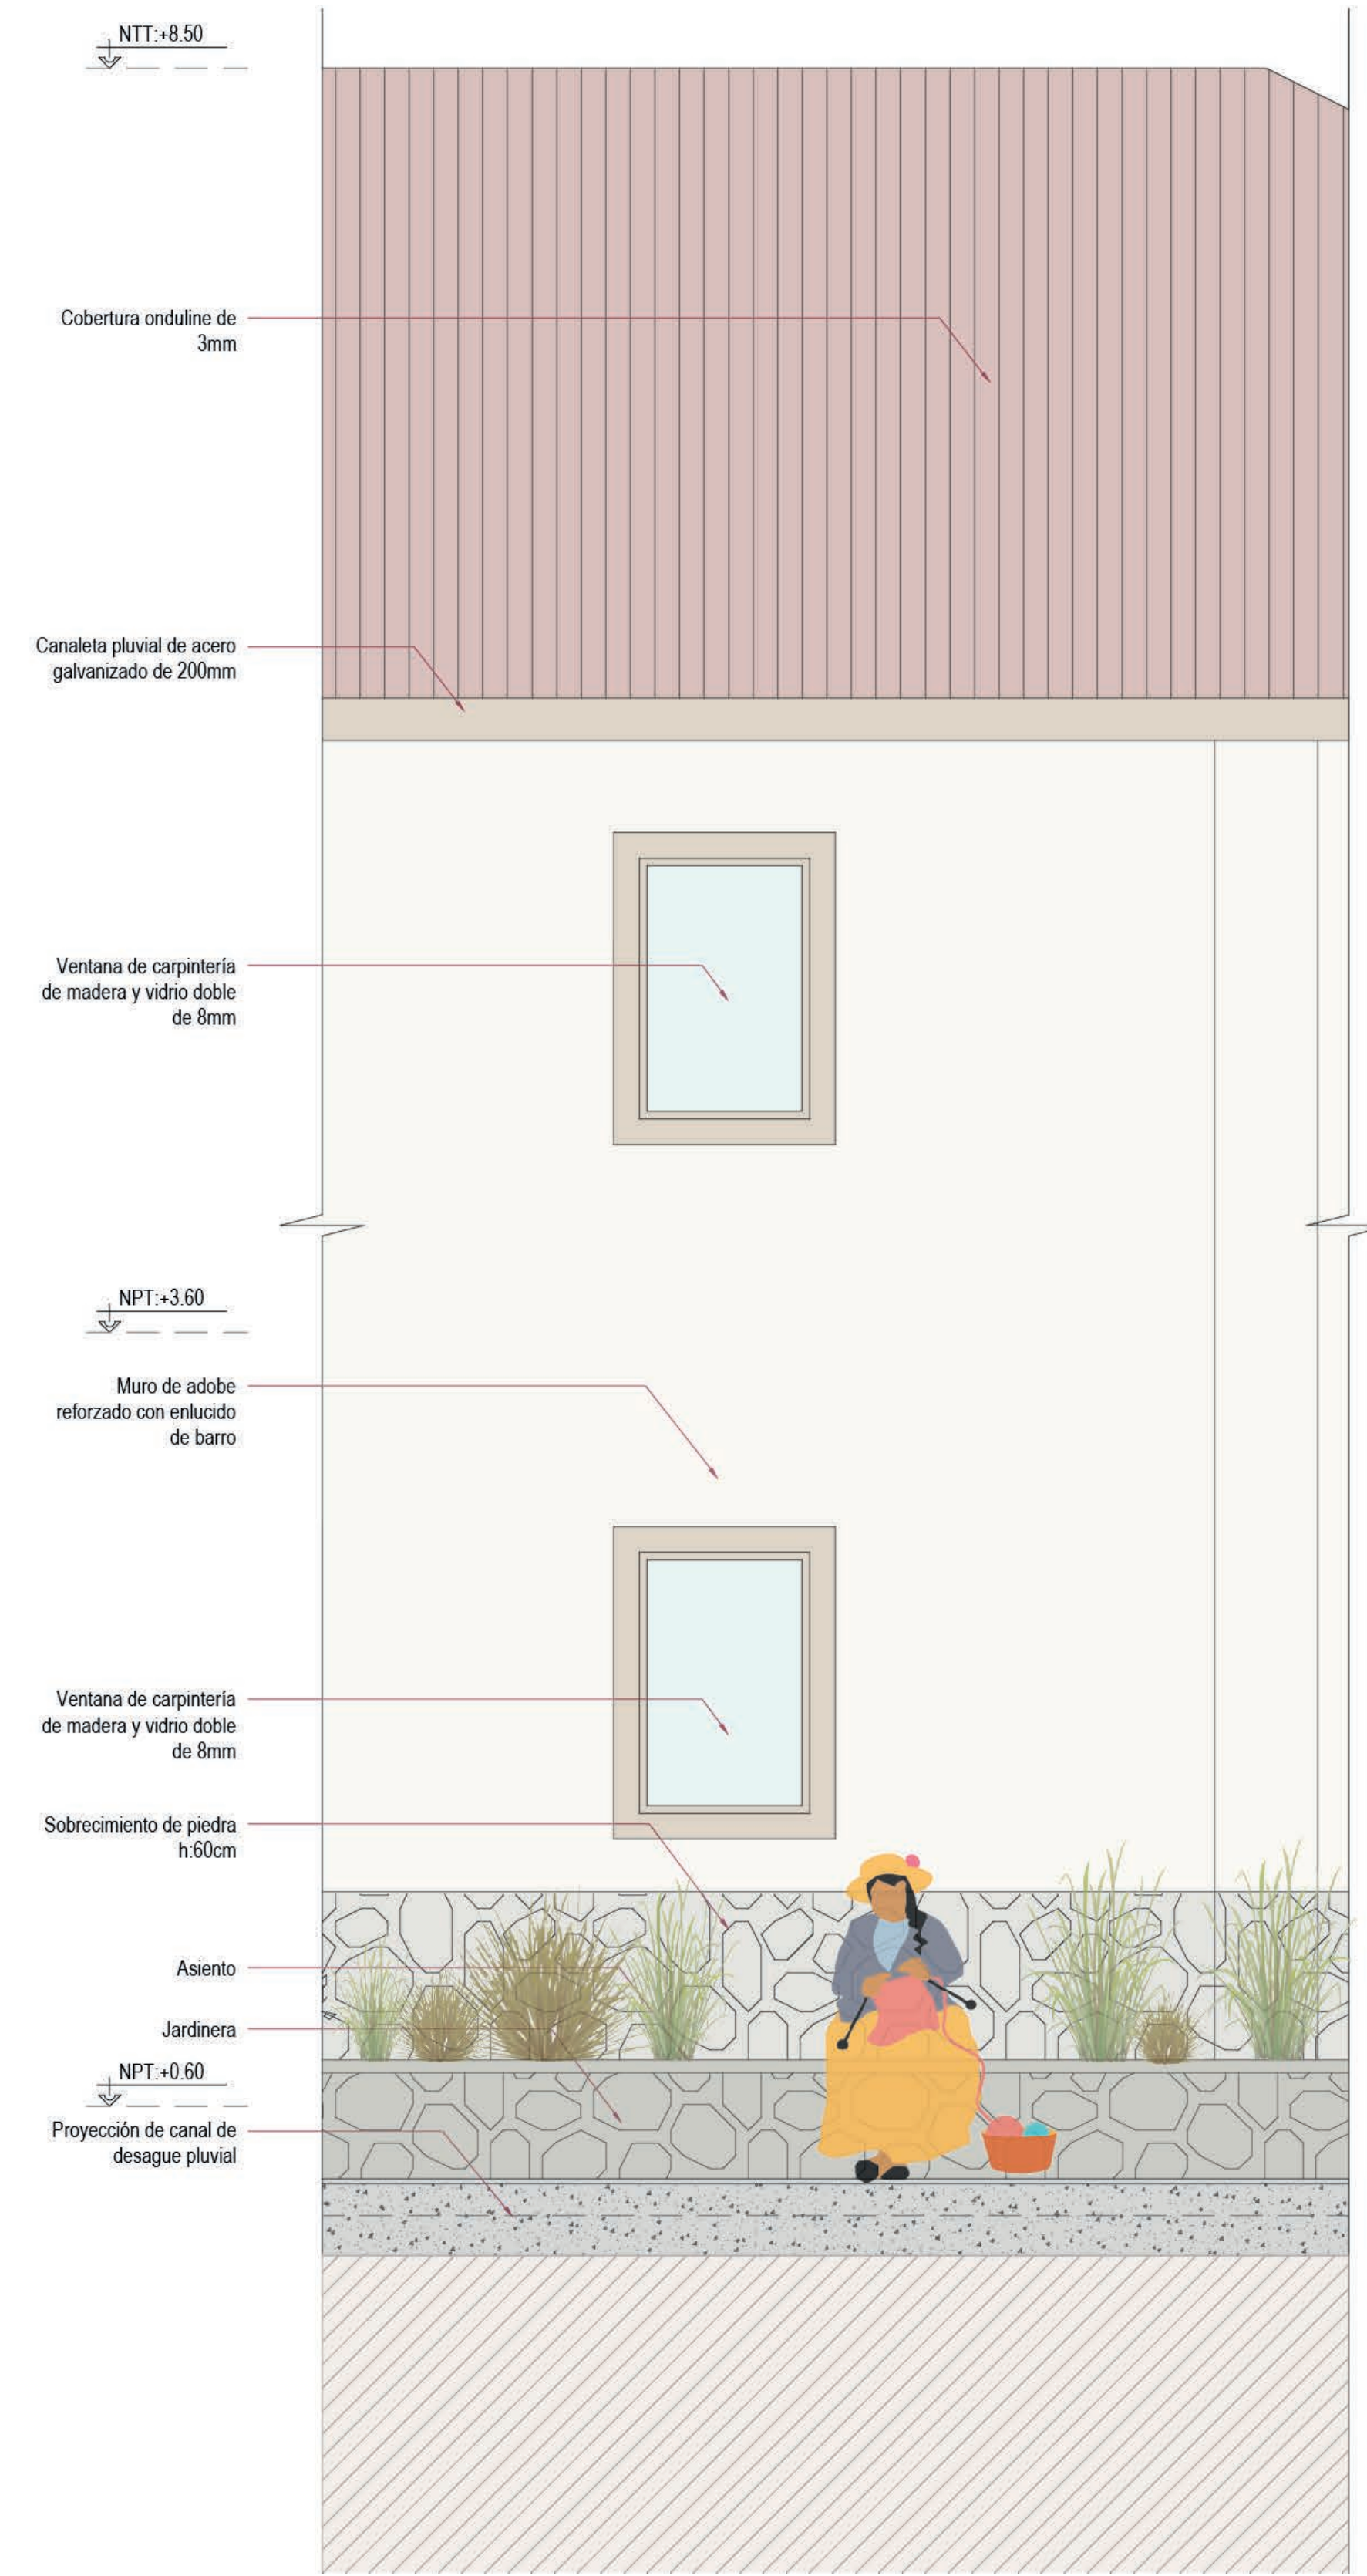 NTT:+8.50
Cobertura onduline de
3mm
Canaleta pluvial de acero
galvanizado de 200mm
Ventana de carpintería
de madera y vidrio doble
de 8mm
NPT:+3.60
Muro de adobe
reforzado con enlucido
de barro
Ventana de carpintería
de madera y vidrio doble
de 8mm
Sobrecimiento de piedra
h:60cm
Asiento
Jardinera
NPT:+0.60
Proyección de canal de
desague pluvial